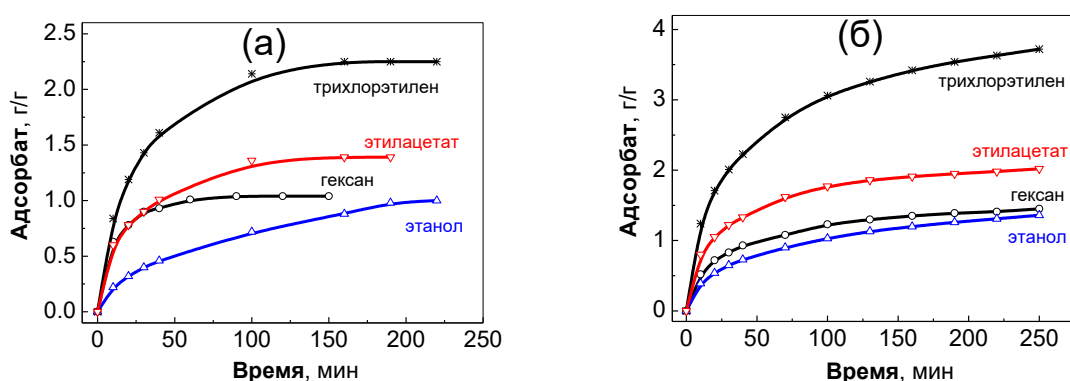 (а)
Адсорбат, г/г
2.5
2.0
1.5
1.0
0.5
0.0
трихлорэтилен
этилацетат
гексан
этанол
0 50 100 150 200 250
Время, мин
(б)
Адсорбат, г/г
4
3
2
1
0
трихлорэтилен
этилацетат
гексан
этанол
0 50 100 150 200 250
Время, мин